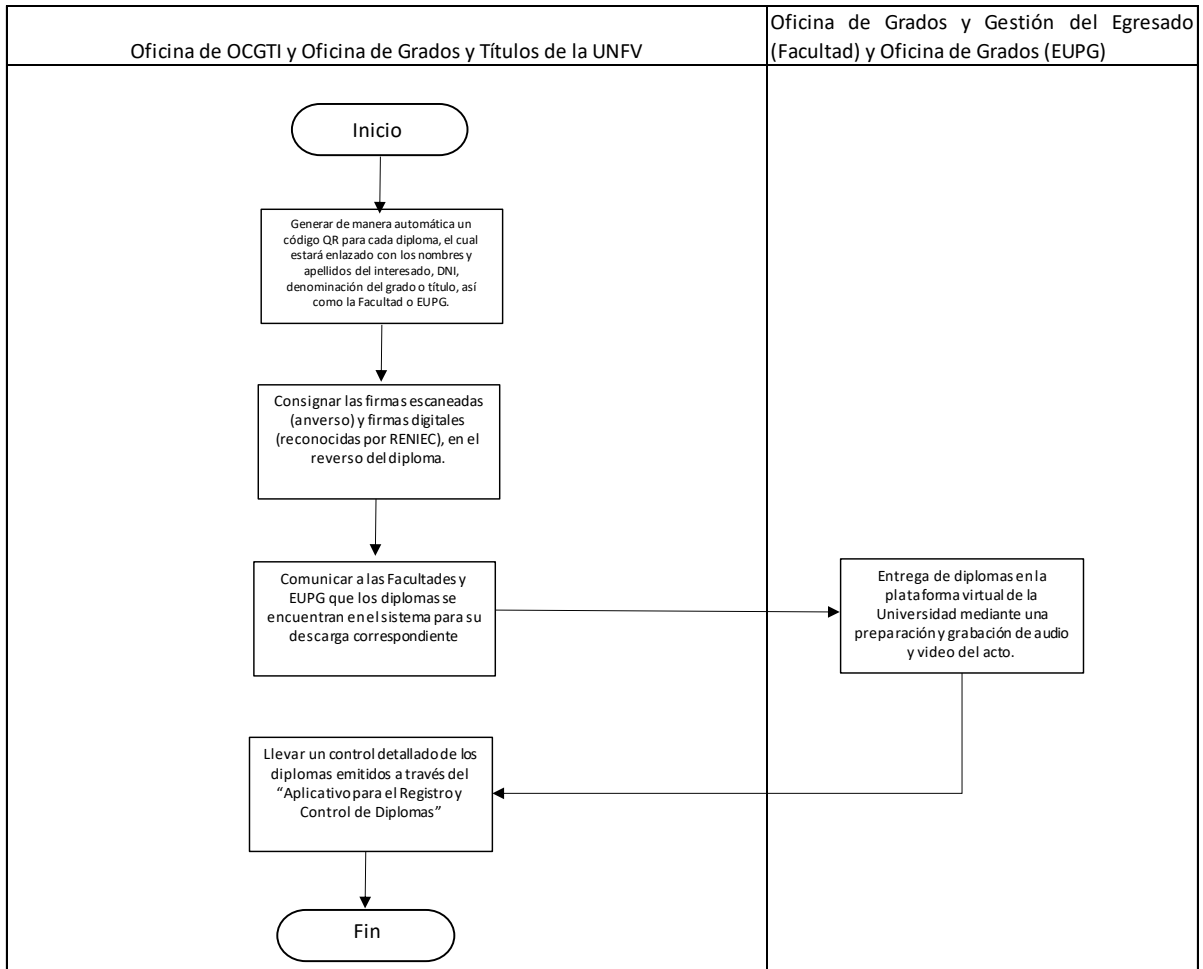 Oficina de OCGTI y Oficina de Grados y Títulos de la UNFV
Oficina de Grados y Gestión del Egresado
(Facultad) y Oficina de Grados (EUPG)
Inicio
Generar de manera automática un
código QR para cada diploma, el cual
estará enlazado con los nombres y
apellidos del interesado, DNI,
denominación del grado o título, así
como la Facultad o EUPG.
Consignar las firmas escaneadas
(anverso) y firmas digitales
(reconocidas por RENIEC), en el
reverso del diploma.
Comunicar a las Facultades y
EUPG que los diplomas se
encuentran en el sistema para su
descarga correspondiente
Entrega de diplomas en la
plataforma virtual de la
Universidad mediante una
preparación y grabación de audio
y video del acto.
Llevar un control detallado de los
diplomas emitidos a través del
“Aplicativo para el Registro y
Control de Diplomas”
Fin